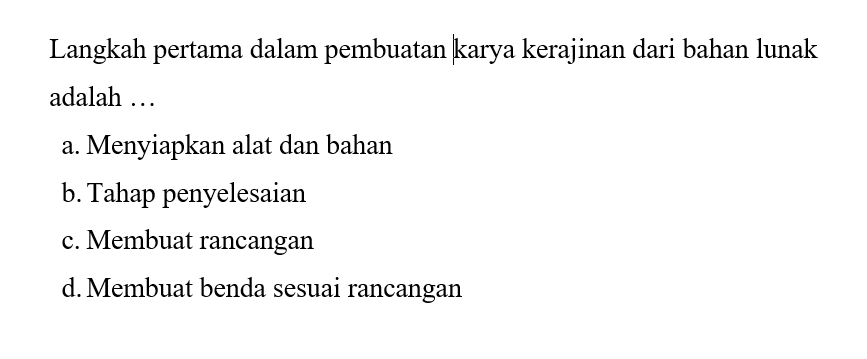 Langkah pertama dalam pembuatan karya kerajinan dari bahan lunak
adalah …
a. Menyiapkan alat dan bahan
b. Tahap penyelesaian
c. Membuat rancangan
d. Membuat benda sesuai rancangan